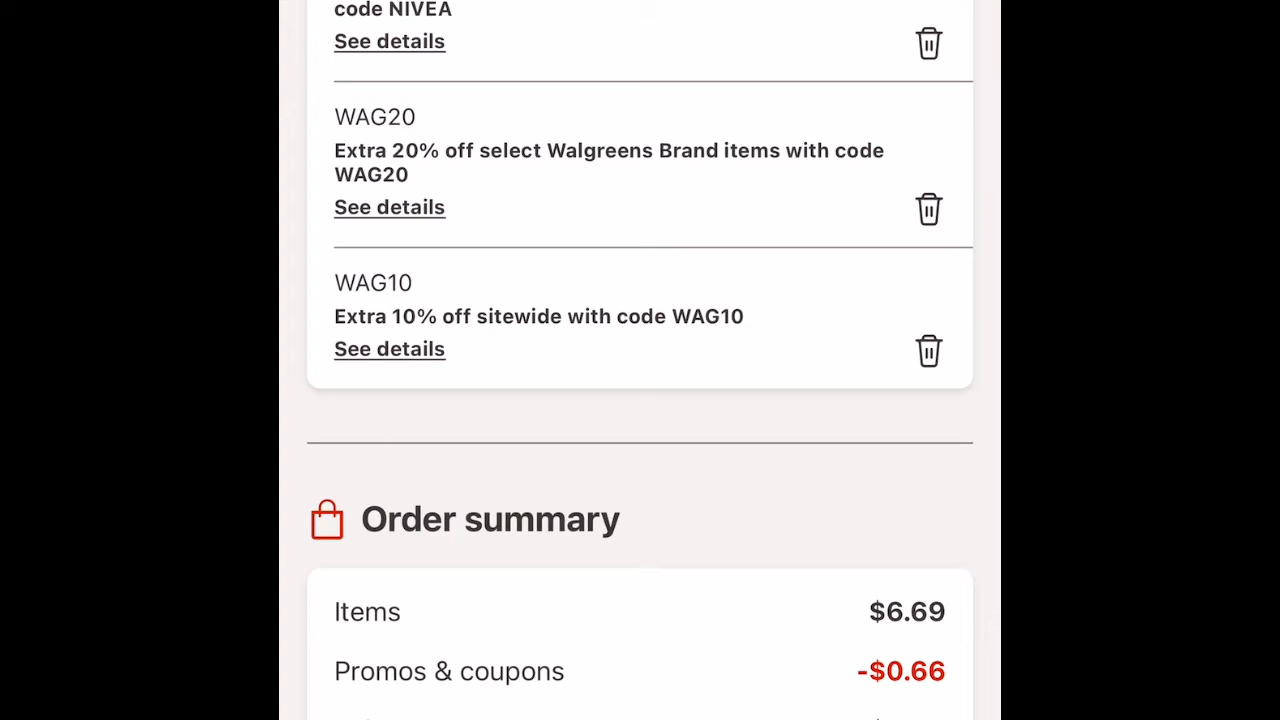 code NIVEA
See details
WAG20
Extra 20% off select Walgreens Brand items with code
WAG20
See details
WAG10
Extra 10% off sitewide with code WAG10
See details
Order summary
Items $6.69
Promos & coupons -$0.66